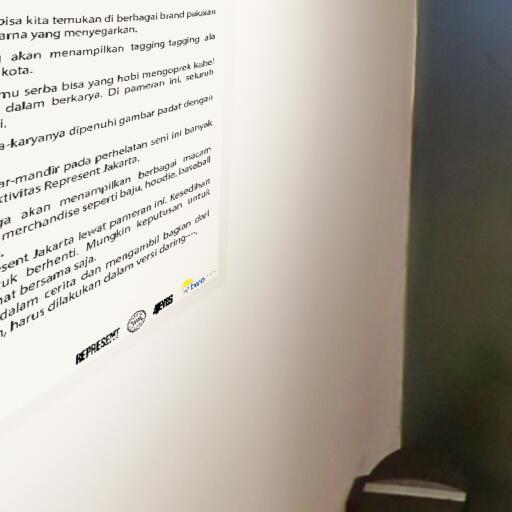 bisa kita temukan di berbagai brand pakaian
arna yang menyegarkan.
akan menampilkan tagging tagging ala
kota.
mu serba bisa yang hobi mengoprek kabel
dalam berkarya. Di pameran ini, seluruh
i.
a-karyanya dipenuhi gambar padat dengan
ar-mandir pada perhelatan seni ini banyak
ktivitas Represent Jakarta.
ga akan menampilkan berbagai macam
merchandise seperti baju, hoodie, baseball
sent Jakarta lewat pameran ini. Kesedihan
tuk berhenti. Mungkin keputusan untuk
hat bersama saja.
dalam cerita dan mengambil bagian dari
, harus dilakukan dalam versi daring---,
REPRESENT
two